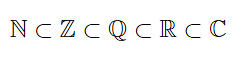 ℕ ⊂ ℤ ⊂ ℚ ⊂ ℝ ⊂ ℂ